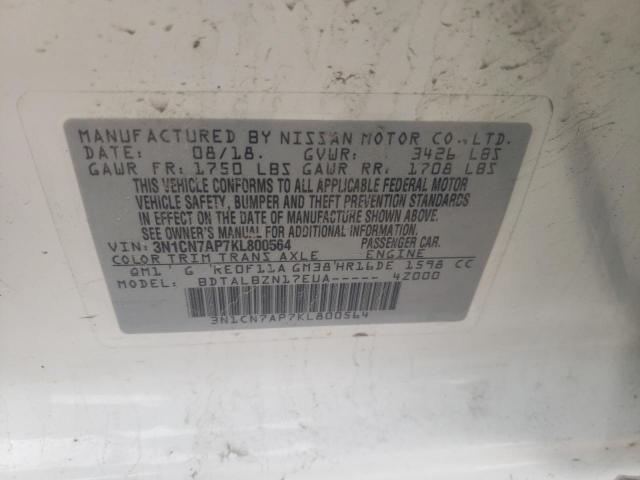 MANUFACTURED BY NISSAN MOTOR CO., LTD.
DATE: 08/18. GVWR: 3426 LBS
GAWR FR: 1750 LBS GAWR RR: 1708 LBS
THIS VEHICLE CONFORMS TO ALL APPLICABLE FEDERAL MOTOR
VEHICLE SAFETY, BUMPER AND THEFT PREVENTION STANDARDS
IN EFFECT ON THE DATE OF MANUFACTURE SHOWN ABOVE.
SEE OWNER'S MANUAL FOR ADDITIONAL INFORMATION.
VIN: 3N1CN7AP7KL800564 PASSENGER CAR.
COLOR TRIM TRANS AXLE ENGINE
QM1 G RE0F11A GM38 HR16DE 1598 CC
MODEL: BDTALBZN17EUA----- 4Z000
3N1CN7AP7KL800564